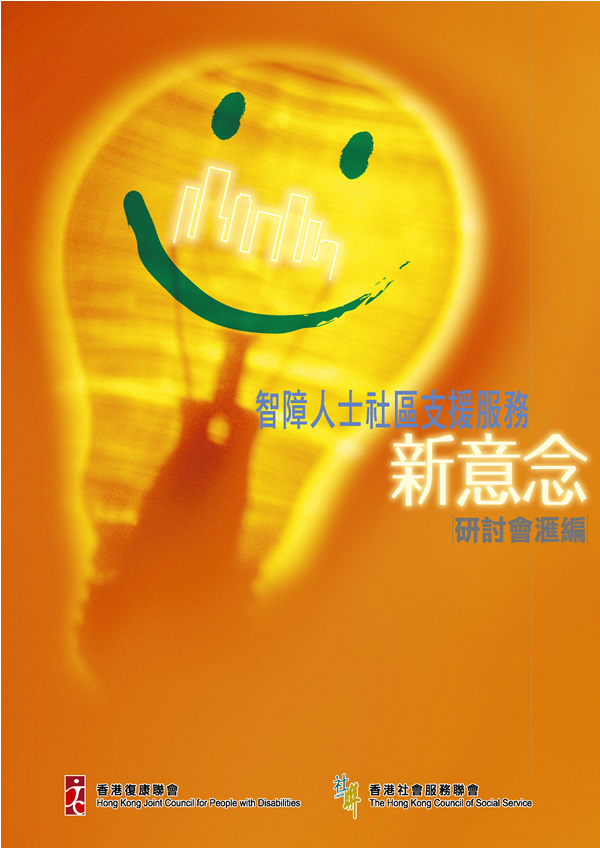 智障人士社區支援服務
新意念
研討會滙編
香港復康聯會
Hong Kong Joint Council for People with Disabilities
社聯
香港社會服務聯會
The Hong Kong Council of Social Service